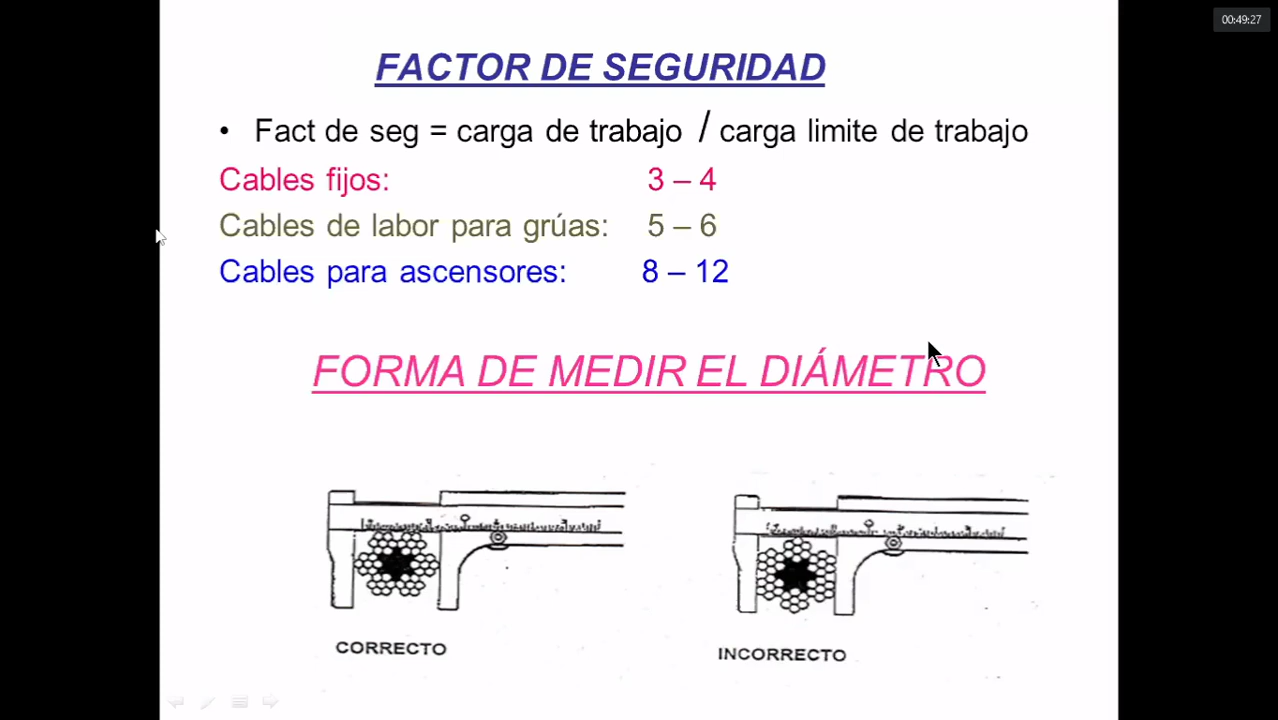 00:49:27
FACTOR DE SEGURIDAD
• Fact de seg = carga de trabajo / carga limite de trabajo
Cables fijos: 3 – 4
Cables de labor para grúas: 5 – 6
Cables para ascensores: 8 – 12
FORMA DE MEDIR EL DIÁMETRO
CORRECTO
INCORRECTO